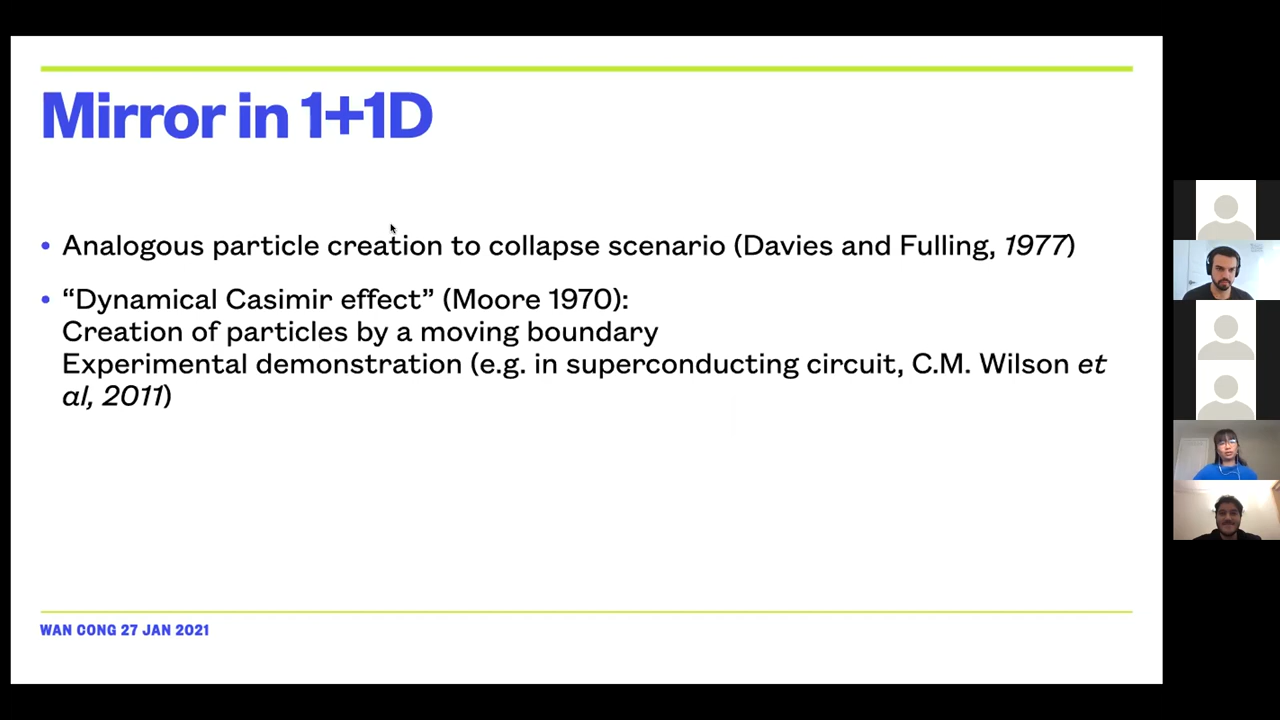 Mirror in 1+1D
• Analogous particle creation to collapse scenario (Davies and Fulling, 1977)
• “Dynamical Casimir effect” (Moore 1970):
Creation of particles by a moving boundary
Experimental demonstration (e.g. in superconducting circuit, C.M. Wilson et
al, 2011)
WAN CONG 27 JAN 2021